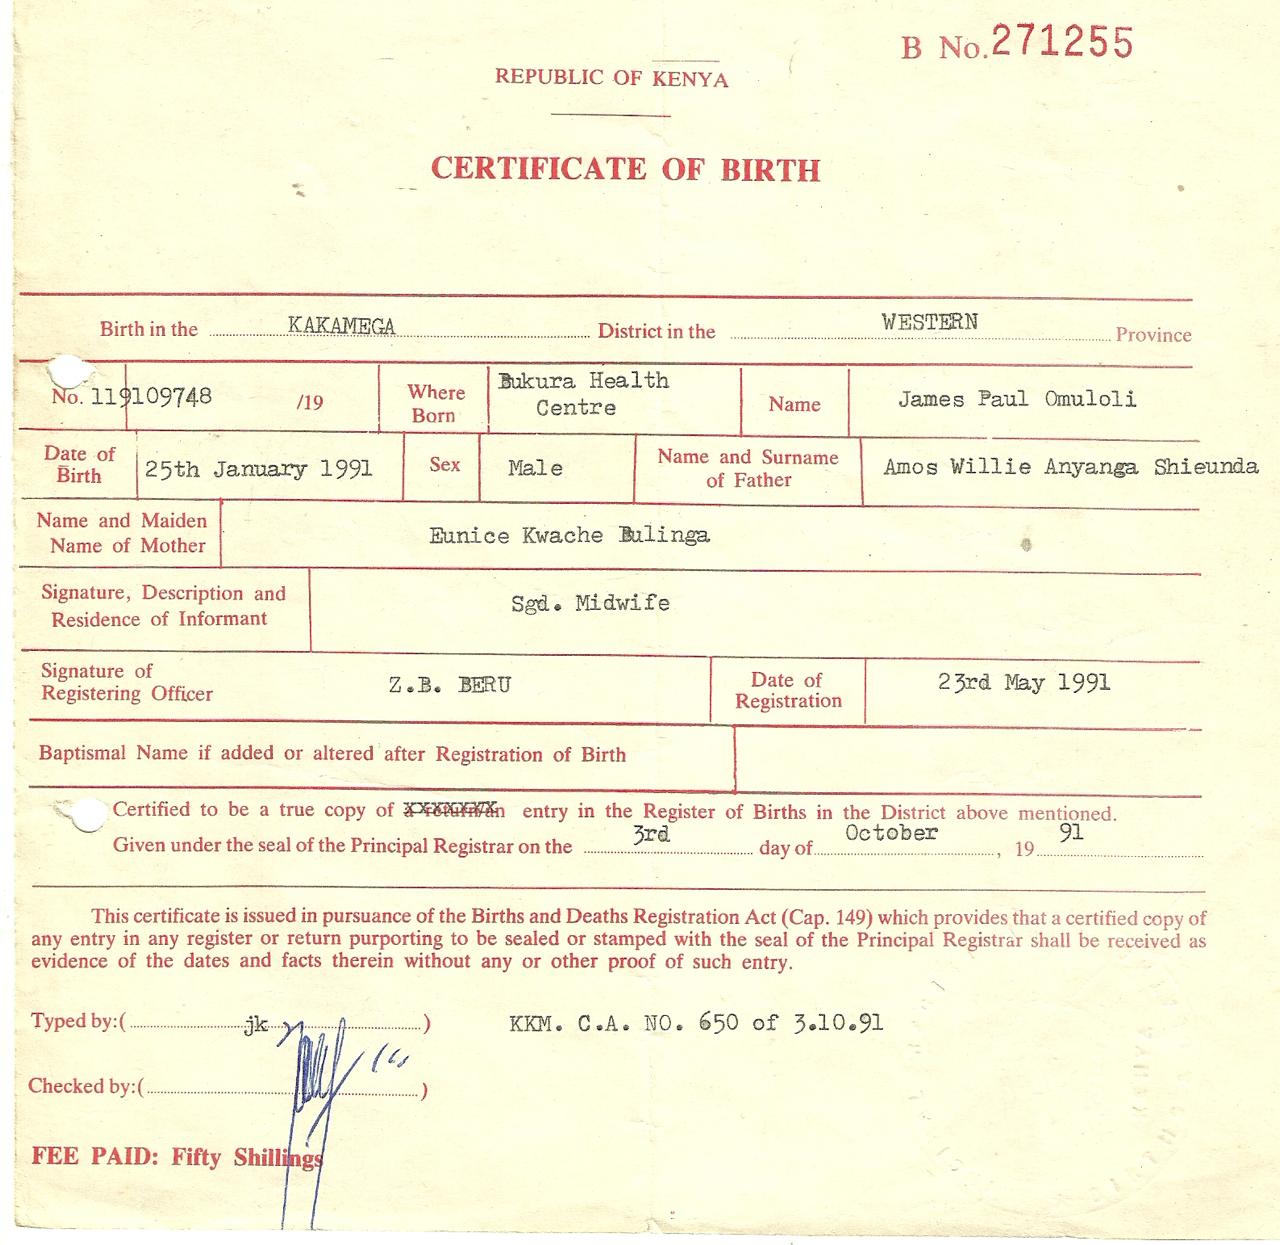 B No. 271255
REPUBLIC OF KENYA
CERTIFICATE OF BIRTH
Birth in the KAKAMEGA District in the WESTERN Province
No. 119109748 /19 Where Born Bukura Health Centre Name James Paul Omuloli
Date of Birth 25th January 1991 Sex Male Name and Surname of Father Amos Willie Anyanga Shieunda
Name and Maiden Name of Mother Eunice Kwache Bulinga
Signature, Description and Residence of Informant Sgd. Midwife
Signature of Registering Officer Z.B. BERU Date of Registration 23rd May 1991
Baptismal Name if added or altered after Registration of Birth
Certified to be a true copy of a return/an entry in the Register of Births in the District above mentioned.
Given under the seal of the Principal Registrar on the 3rd day of October, 19 91
This certificate is issued in pursuance of the Births and Deaths Registration Act (Cap. 149) which provides that a certified copy of
any entry in any register or return purporting to be sealed or stamped with the seal of the Principal Registrar shall be received as
evidence of the dates and facts therein without any or other proof of such entry.
Typed by:( jk ) KKM. C.A. NO. 650 of 3.10.91
Checked by:( )
FEE PAID: Fifty Shillings